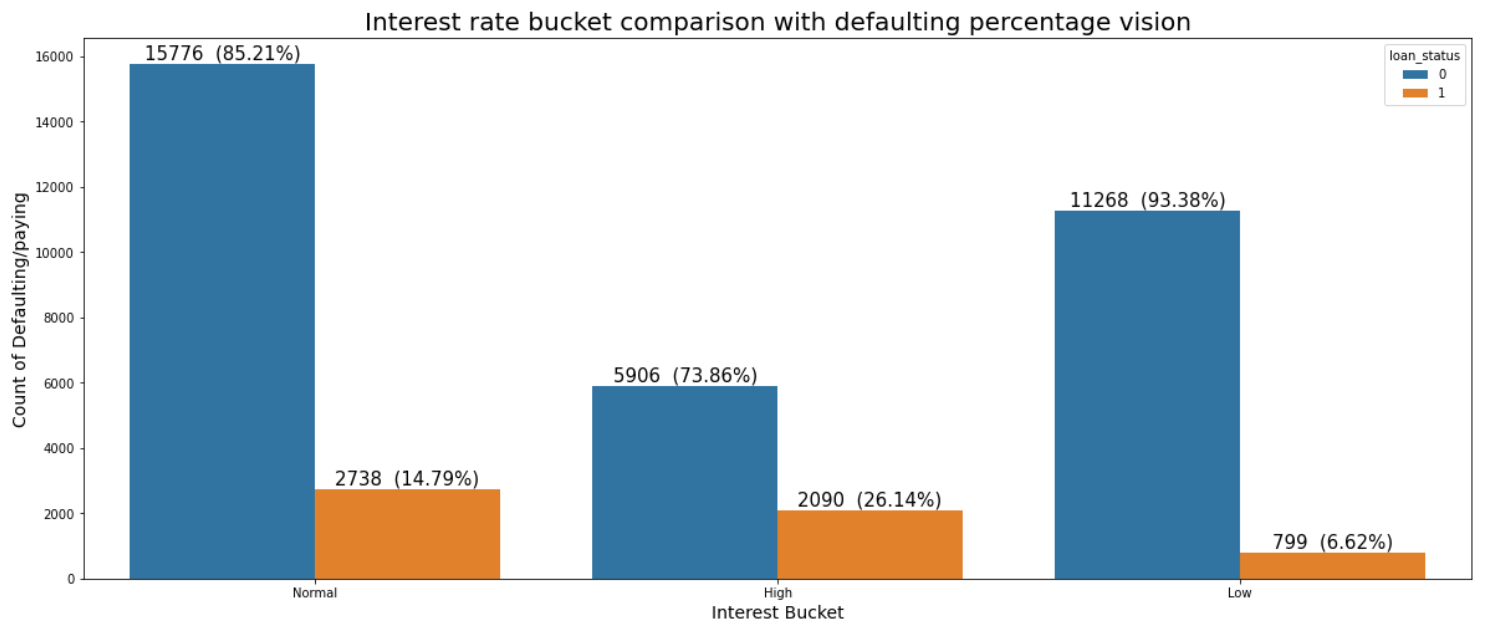 Interest rate bucket comparison with defaulting percentage vision
Count of Defaulting/paying
16000
14000
12000
10000
8000
6000
4000
2000
0
15776 (85.21%)
2738 (14.79%)
5906 (73.86%)
2090 (26.14%)
11268 (93.38%)
799 (6.62%)
loan_status
0
1
Normal
High
Low
Interest Bucket